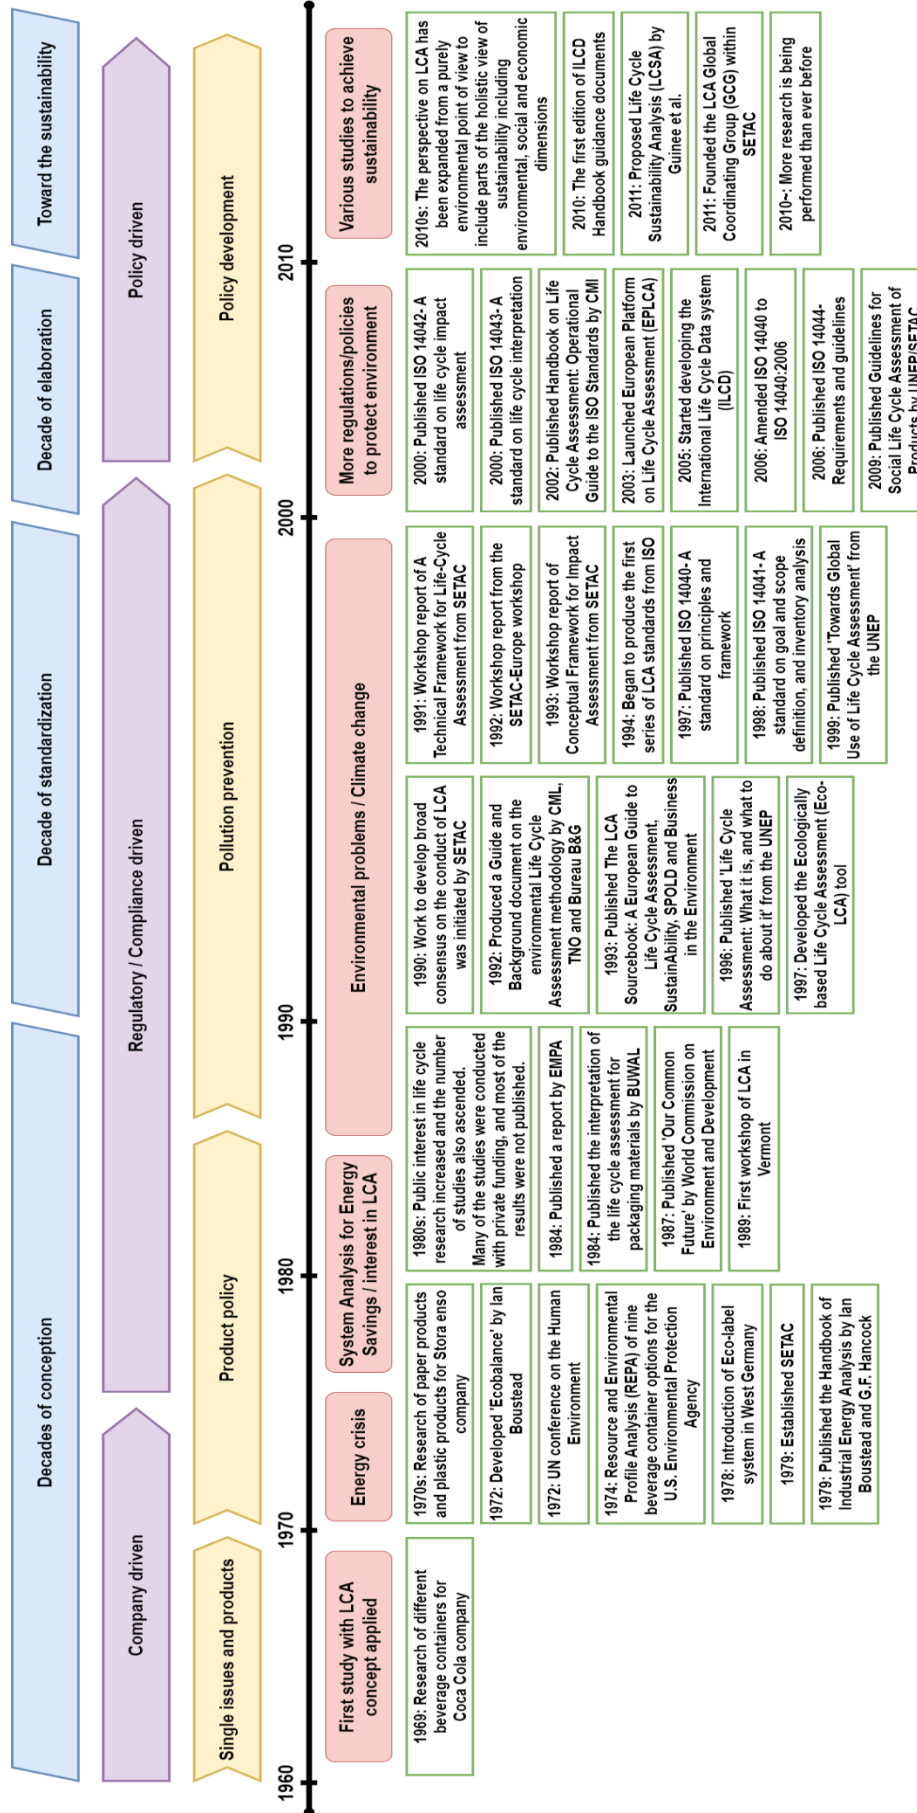 Decades of conception
Decade of standardization
Decade of elaboration
Toward the sustainability
Company driven
Regulatory / Compliance driven
Policy driven
Single issues and products
Product policy
Pollution prevention
Policy development
1960
1970
1980
1990
2000
2010
First study with LCA
concept applied
Energy crisis
System Analysis for Energy
Savings / interest in LCA
Environmental problems / Climate change
More regulations/policies
to protect environment
Various studies to achieve
sustainability
1969: Research of different
beverage containers for
Coca Cola company
1970s: Research of paper products
and plastic products for Stora enso
company
1972: Developed 'Ecobalance' by Ian
Boustead
1972: UN conference on the Human
Environment
1974: Resource and Environmental
Profile Analysis (REPA) of nine
beverage container options for the
U.S. Environmental Protection
Agency
1978: Introduction of Eco-label
system in West Germany
1979: Established SETAC
1979: Published the Handbook of
Industrial Energy Analysis by Ian
Boustead and G.F. Hancock
1980s: Public interest in life cycle
research increased and the number
of studies also ascended.
Many of the studies were conducted
with private funding, and most of the
results were not published.
1984: Published a report by EMPA
1984: Published the interpretation of
the life cycle assessment for
packaging materials by BUWAL
1987: Published 'Our Common
Future' by World Commission on
Environment and Development
1989: First workshop of LCA in
Vermont
1990: Work to develop broad
consensus on the conduct of LCA
was initiated by SETAC
1992: Produced a Guide and
Background document on the
environmental Life Cycle
Assessment methodology by CML,
TNO and Bureau B&G
1993: Published The LCA
Sourcebook: A European Guide to
Life Cycle Assessment,
SustainAbility, SPOLD and Business
in the Environment
1996: Published 'Life Cycle
Assessment: What it is, and what to
do about it' from the UNEP
1997: Developed the Ecologically
based Life Cycle Assessment (Eco-
LCA) tool
1991: Workshop report of A
Technical Framework for Life-Cycle
Assessment from SETAC
1992: Workshop report from the
SETAC-Europe workshop
1993: Workshop report of
Conceptual Framework for Impact
Assessment from SETAC
1994: Began to produce the first
series of LCA standards from ISO
1997: Published ISO 14040- A
standard on principles and
framework
1998: Published ISO 14041- A
standard on goal and scope
definition, and inventory analysis
1999: Published 'Towards Global
Use of Life Cycle Assessment' from
the UNEP
2000: Published ISO 14042- A
standard on life cycle impact
assessment
2000: Published ISO 14043- A
standard on life cycle interpretation
2002: Published Handbook on Life
Cycle Assessment: Operational
Guide to the ISO Standards by CMI
2003: Launched European Platform
on Life Cycle Assessment (EPLCA)
2005: Started developing the
International Life Cycle Data system
(ILCD)
2006: Amended ISO 14040 to
ISO 14040:2006
2006: Published ISO 14044-
Requirements and guidelines
2009: Published Guidelines for
Social Life Cycle Assessment of
Products by UNEP/SETAC
2010s: The perspective on LCA has
been expanded from a purely
environmental point of view to
include parts of the holistic view of
sustainability including
environmental, social and economic
dimensions
2010: The first edition of ILCD
Handbook guidance documents
2011: Proposed Life Cycle
Sustainability Analysis (LCSA) by
Guinee et al.
2011: Founded the LCA Global
Coordinating Group (GCG) within
SETAC
2010~: More research is being
performed than ever before